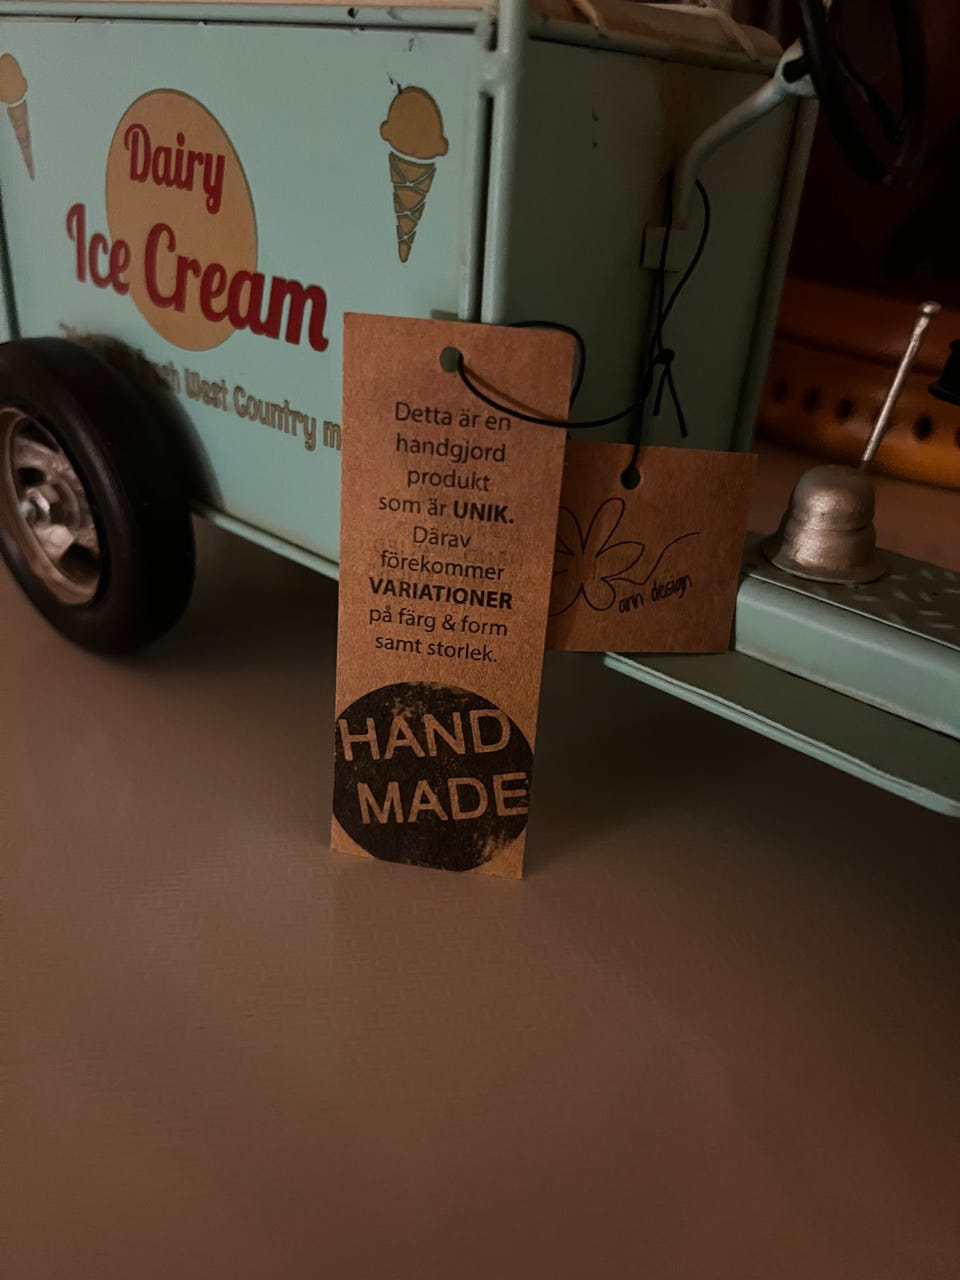 Dairy
Ice Cream
West Country
Detta är en
handgjord
produkt
som är UNIK.
Därav
förekommer
VARIATIONER
på färg & form
samt storlek.
HAND
MADE
ann design